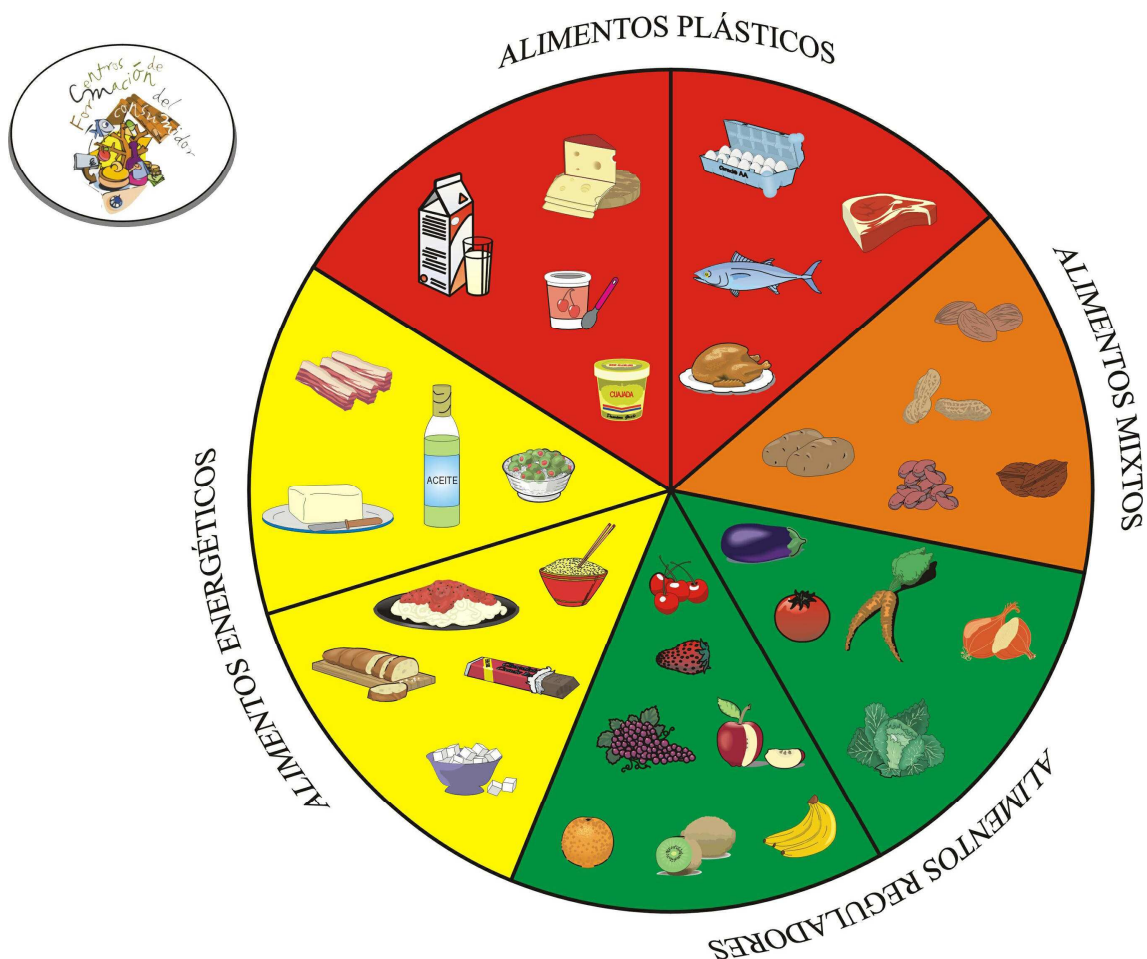 Centros de
Formación del
consumidor
ALIMENTOS PLÁSTICOS
ALIMENTOS MIXTOS
ALIMENTOS REGULADORES
ALIMENTOS ENERGÉTICOS
CUAJADA
ACEITE